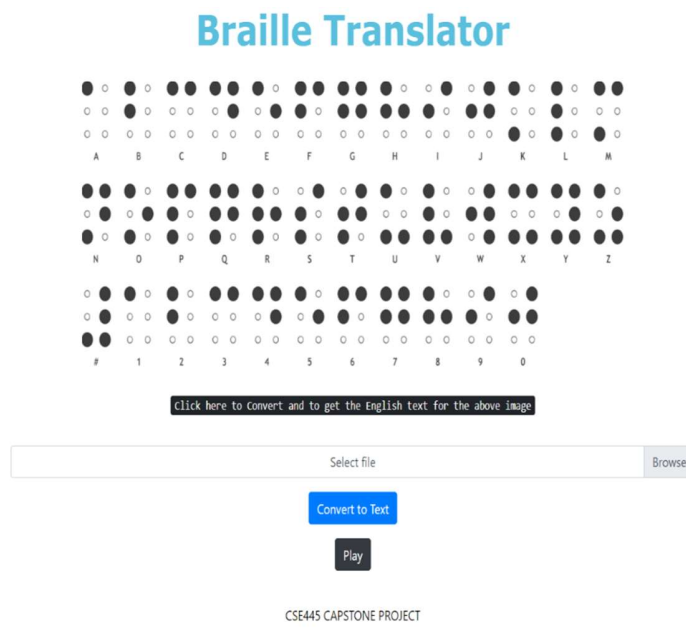 Braille Translator
A B C D E F G H I J K L M
N O P Q R S T U V W X Y Z
# 1 2 3 4 5 6 7 8 9 0
Click here to Convert and to get the English text for the above image
Select file Browse
Convert to Text
Play
CSE445 CAPSTONE PROJECT